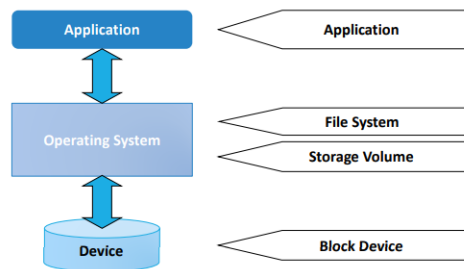 Application
Application
File System
Operating System
Storage Volume
Device
Block Device